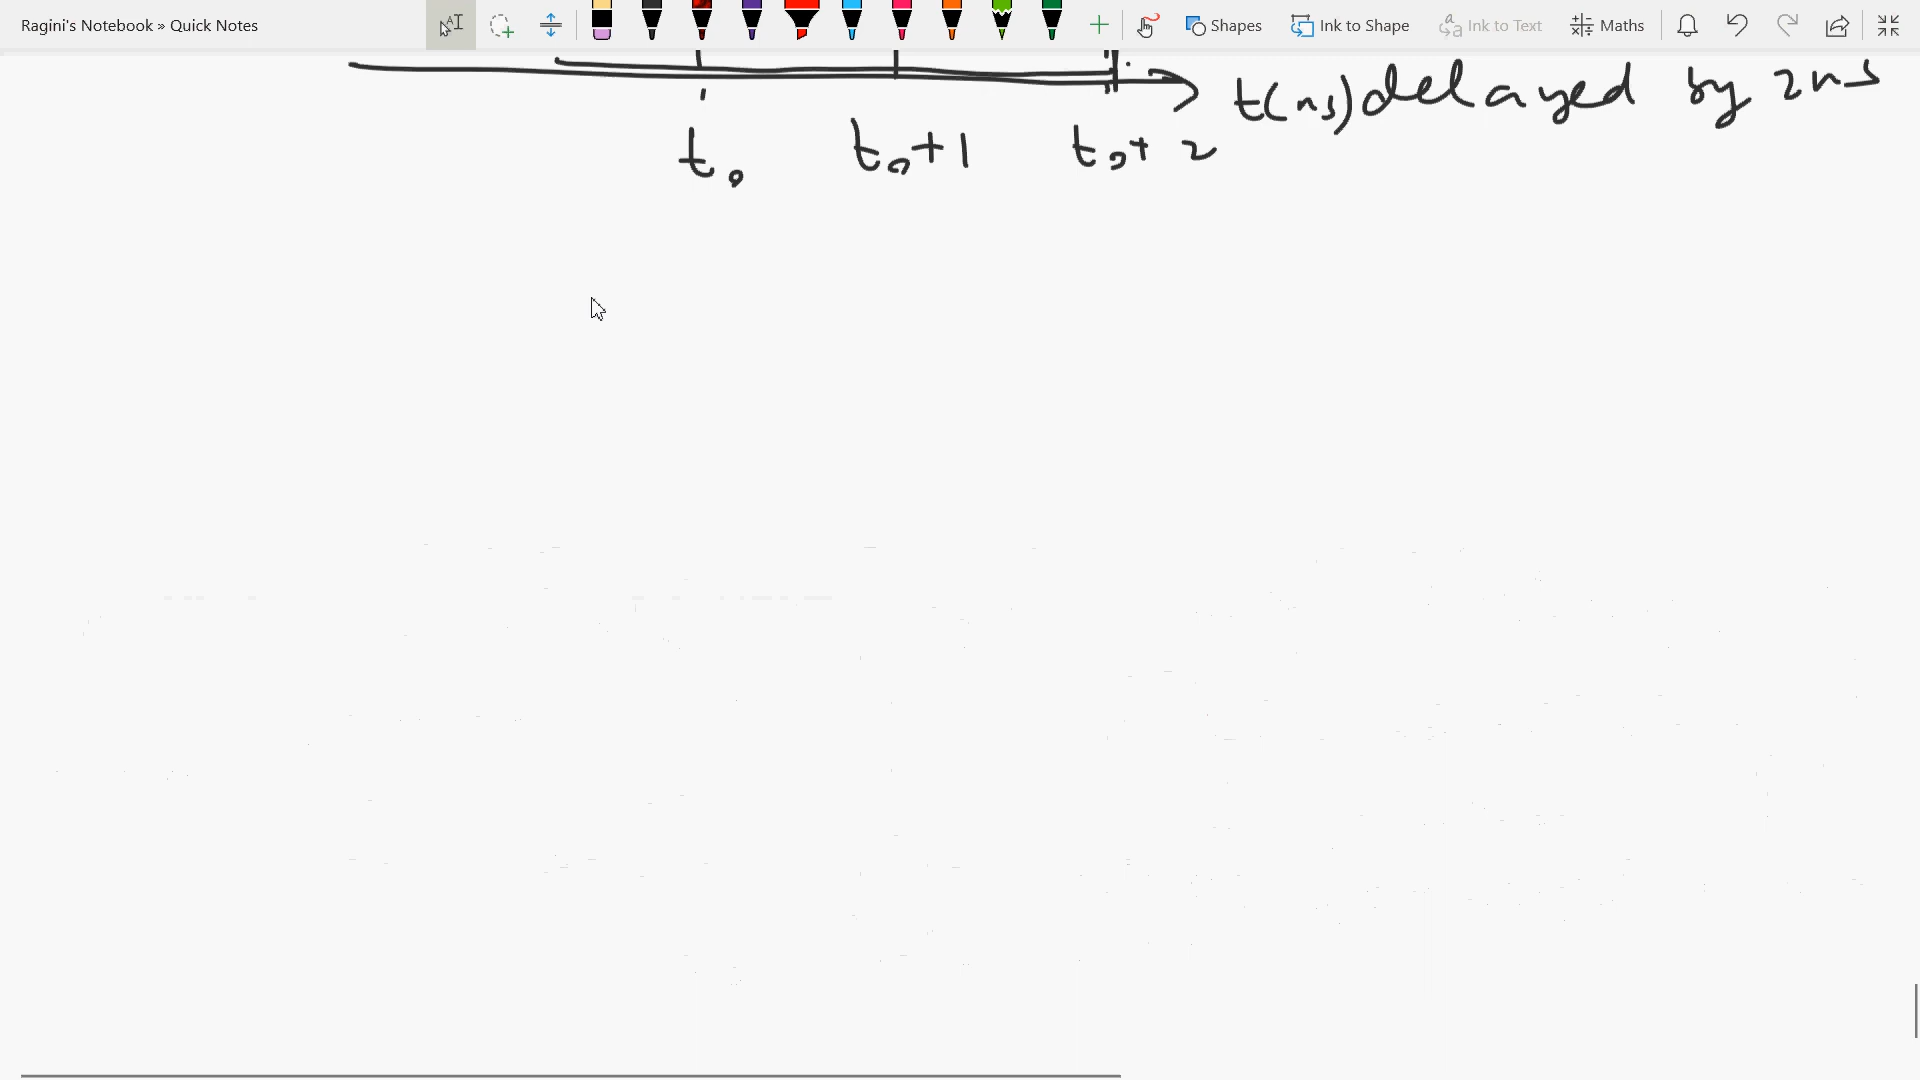 Ragini's Notebook » Quick Notes
Shapes
Ink to Shape
Ink to Text
Maths
t(ns) delayed by 2ns
t₀ t₀+1 t₀+2